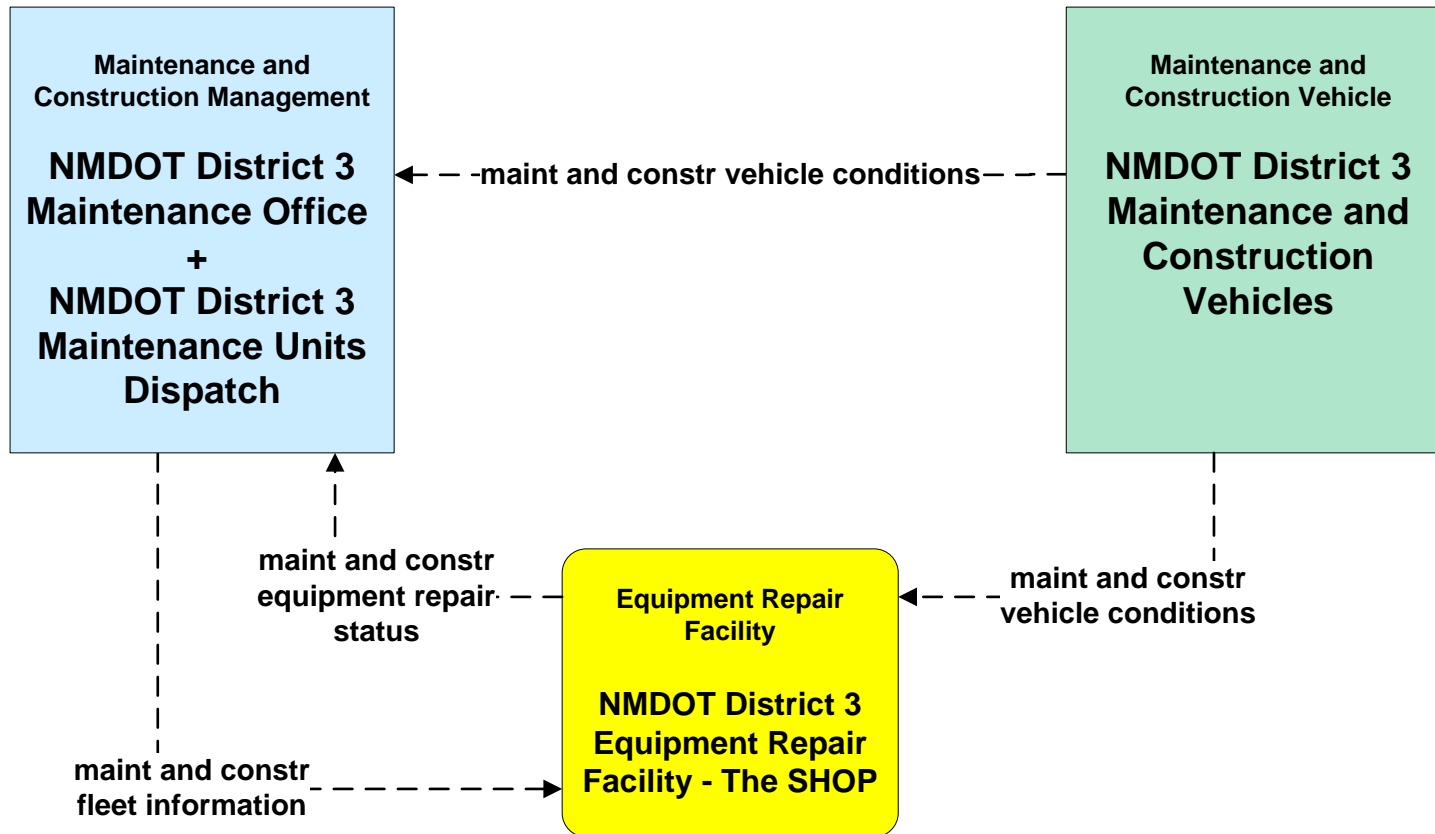 Maintenance and
Construction Management
NMDOT District 3
Maintenance Office
+
NMDOT District 3
Maintenance Units
Dispatch
maint and constr vehicle conditions
Maintenance and
Construction Vehicle
NMDOT District 3
Maintenance and
Construction
Vehicles
maint and constr
equipment repair
status
Equipment Repair
Facility
NMDOT District 3
Equipment Repair
Facility - The SHOP
maint and constr
vehicle conditions
maint and constr
fleet information